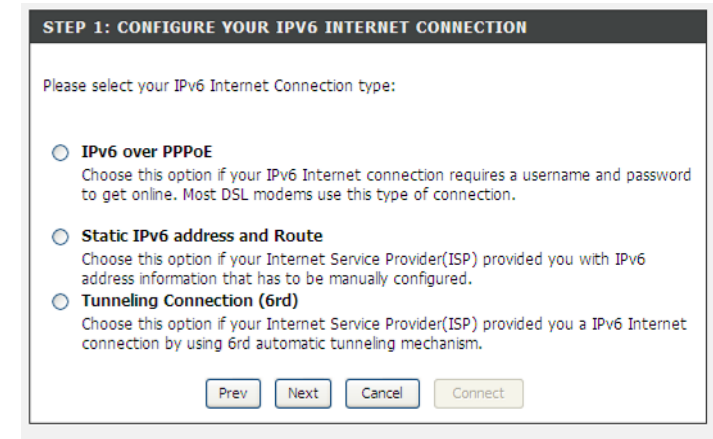 STEP 1: CONFIGURE YOUR IPV6 INTERNET CONNECTION
Please select your IPv6 Internet Connection type:
IPv6 over PPPoE
Choose this option if your IPv6 Internet connection requires a username and password
to get online. Most DSL modems use this type of connection.
Static IPv6 address and Route
Choose this option if your Internet Service Provider(ISP) provided you with IPv6
address information that has to be manually configured.
Tunneling Connection (6rd)
Choose this option if your Internet Service Provider(ISP) provided you a IPv6 Internet
connection by using 6rd automatic tunneling mechanism.
Prev Next Cancel Connect